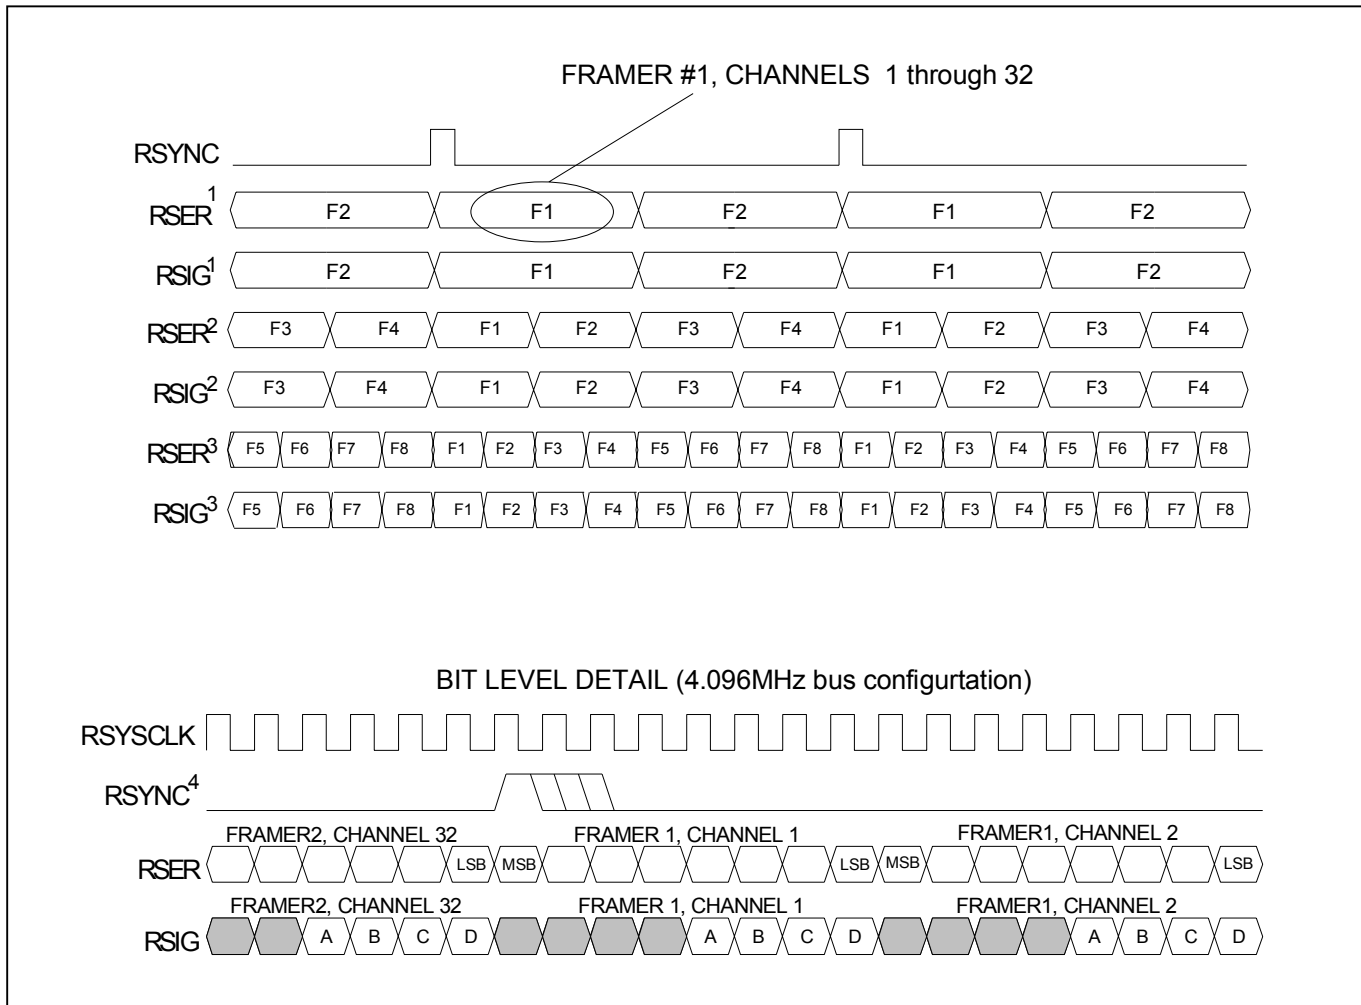 FRAMER #1, CHANNELS 1 through 32
RSYNC
RSER1 F2 F1 F2 F1 F2
RSIG1 F2 F1 F2 F1 F2
RSER2 F3 F4 F1 F2 F3 F4 F1 F2 F3 F4
RSIG2 F3 F4 F1 F2 F3 F4 F1 F2 F3 F4
RSER3 F5 F6 F7 F8 F1 F2 F3 F4 F5 F6 F7 F8 F1 F2 F3 F4 F5 F6 F7 F8
RSIG3 F5 F6 F7 F8 F1 F2 F3 F4 F5 F6 F7 F8 F1 F2 F3 F4 F5 F6 F7 F8
BIT LEVEL DETAIL (4.096MHz bus configurtation)
RSYSCLK
RSYNC4
FRAMER2, CHANNEL 32 FRAMER 1, CHANNEL 1 FRAMER1, CHANNEL 2
RSER LSB MSB LSB MSB LSB
FRAMER2, CHANNEL 32 FRAMER 1, CHANNEL 1 FRAMER1, CHANNEL 2
RSIG A B C D A B C D A B C D